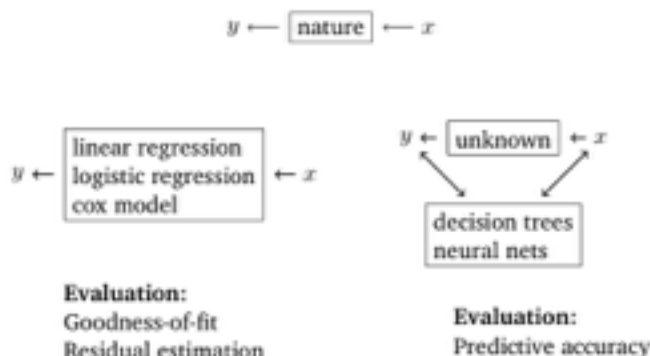 y ← nature ← x
y ← linear regression
logistic regression
cox model ← x
y ← unknown ← x
decision trees
neural nets
Evaluation:
Goodness-of-fit
Residual estimation
Evaluation:
Predictive accuracy